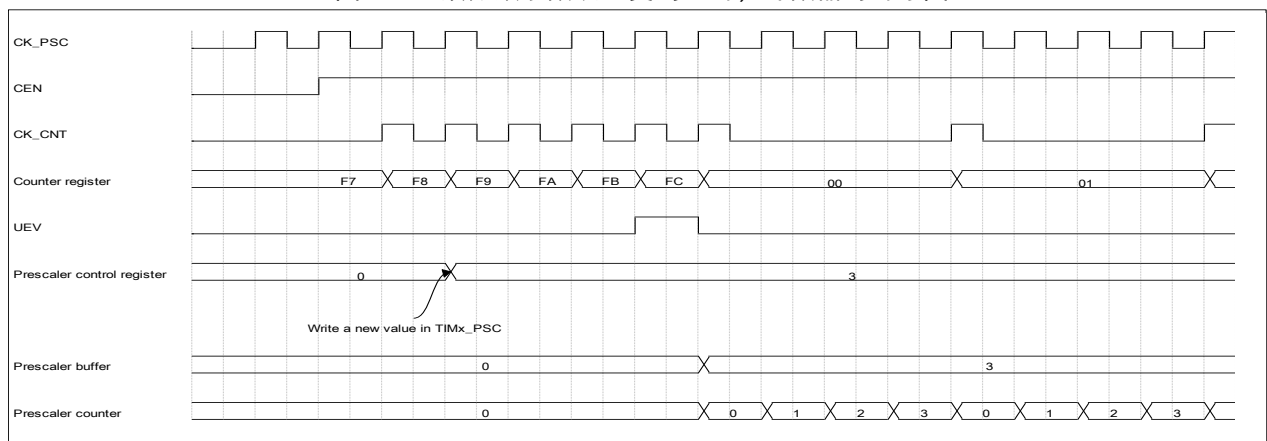 CK_PSC
CEN
CK_CNT
Counter register F7 F8 F9 FA FB FC 00 01
UEV
Prescaler control register 0 3
Write a new value in TIMx_PSC
Prescaler buffer 0 3
Prescaler counter 0 0 1 2 3 0 1 2 3